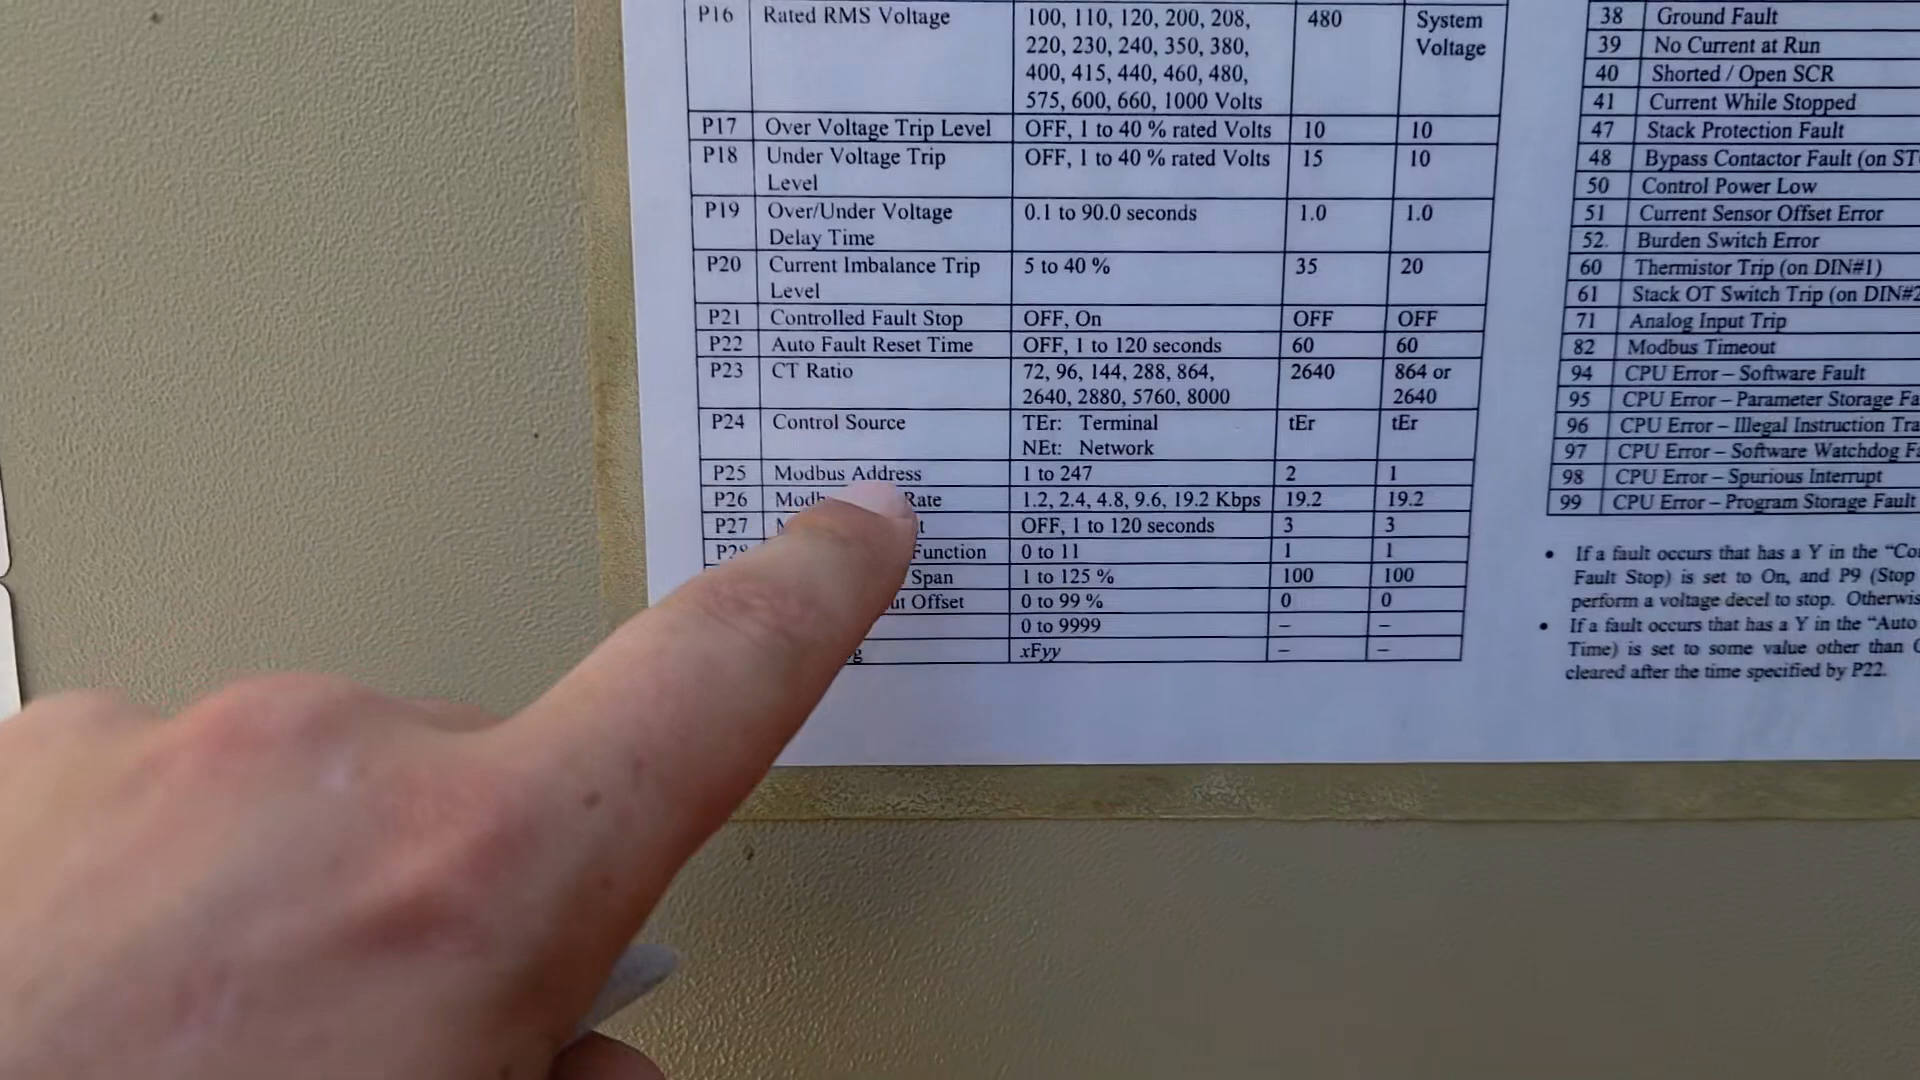 P16 Rated RMS Voltage 100, 110, 120, 200, 208, 480 System
220, 230, 240, 350, 380, Voltage
400, 415, 440, 460, 480,
575, 600, 660, 1000 Volts
P17 Over Voltage Trip Level OFF, 1 to 40 % rated Volts 10 10
P18 Under Voltage Trip OFF, 1 to 40 % rated Volts 15 10
Level
P19 Over/Under Voltage 0.1 to 90.0 seconds 1.0 1.0
Delay Time
P20 Current Imbalance Trip 5 to 40 % 35 20
Level
P21 Controlled Fault Stop OFF, On OFF OFF
P22 Auto Fault Reset Time OFF, 1 to 120 seconds 60 60
P23 CT Ratio 72, 96, 144, 288, 864, 2640 864 or
2640, 2880, 5760, 8000 2640
P24 Control Source TEr: Terminal tEr tEr
NEt: Network
P25 Modbus Address 1 to 247 2 1
P26 Rate 1.2, 2.4, 4.8, 9.6, 19.2 Kbps 19.2 19.2
P27 OFF, 1 to 120 seconds 3 3
Function 0 to 11 1 1
Span 1 to 125 % 100 100
Offset 0 to 99 % 0 0
0 to 9999 – –
xFyy – –
38 Ground Fault
39 No Current at Run
40 Shorted / Open SCR
41 Current While Stopped
47 Stack Protection Fault
48 Bypass Contactor Fault (on
50 Control Power Low
51 Current Sensor Offset Error
52. Burden Switch Error
60 Thermistor Trip (on DIN#1)
61 Stack OT Switch Trip (on DIN#2
71 Analog Input Trip
82 Modbus Timeout
94 CPU Error – Software Fault
95 CPU Error – Parameter Storage
96 CPU Error – Illegal Instruction
97 CPU Error – Software Watchdog
98 CPU Error – Spurious Interrupt
99 CPU Error – Program Storage Fault
• If a fault occurs that has a Y in the
Fault Stop) is set to On, and P9 (Stop
perform a voltage decel to stop.
• If a fault occurs that has a Y in the "Auto
Time) is set to some value other than
cleared after the time specified by P22.